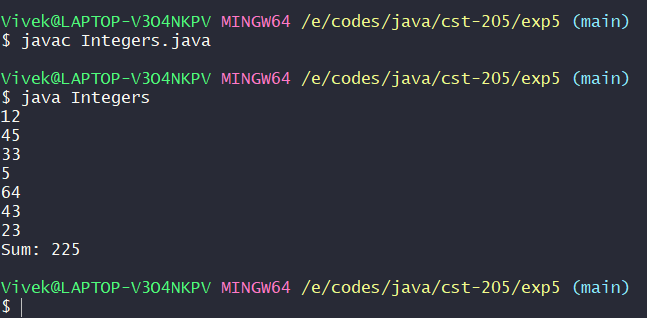 Vivek@LAPTOP-V3O4NKPV MINGW64 /e/codes/java/cst-205/exp5 (main)
$ javac Integers.java
Vivek@LAPTOP-V3O4NKPV MINGW64 /e/codes/java/cst-205/exp5 (main)
$ java Integers
12
45
33
5
64
43
23
Sum: 225
Vivek@LAPTOP-V3O4NKPV MINGW64 /e/codes/java/cst-205/exp5 (main)
$